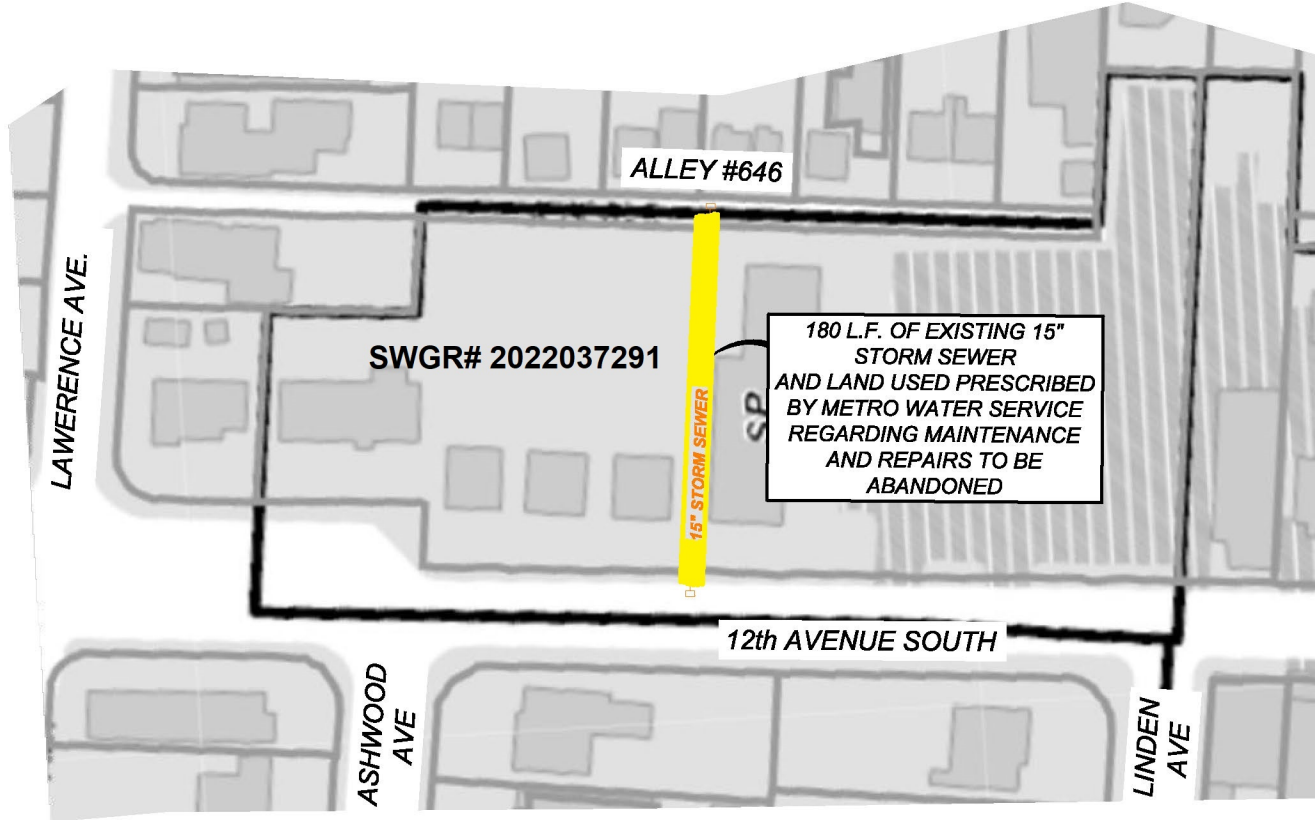 ALLEY #646
LAWERENCE AVE.
SWGR# 2022037291
15" STORM SEWER
SP
180 L.F. OF EXISTING 15"
STORM SEWER
AND LAND USED PRESCRIBED
BY METRO WATER SERVICE
REGARDING MAINTENANCE
AND REPAIRS TO BE
ABANDONED
12th AVENUE SOUTH
ASHWOOD
AVE
LINDEN
AVE